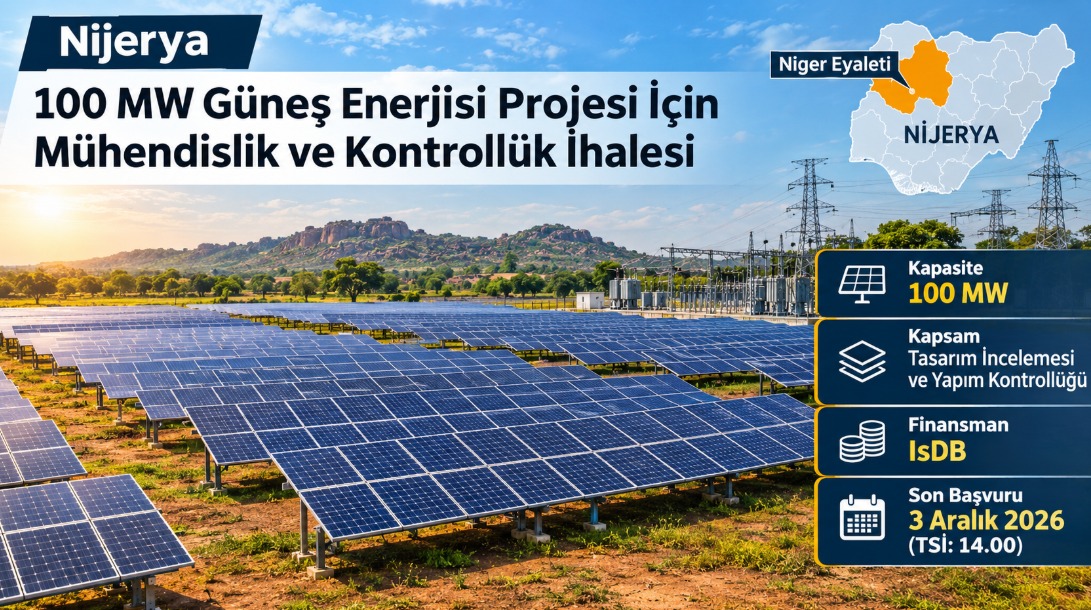 Nijerya
100 MW Güneş Enerjisi Projesi İçin
Mühendislik ve Kontrollük İhalesi
Niger Eyaleti
NİJERYA
Kapasite
100 MW
Kapsam
Tasarım İncelemesi
ve Yapım Kontrollüğü
Finansman
IsDB
Son Başvuru
3 Aralık 2026
(TSİ: 14.00)